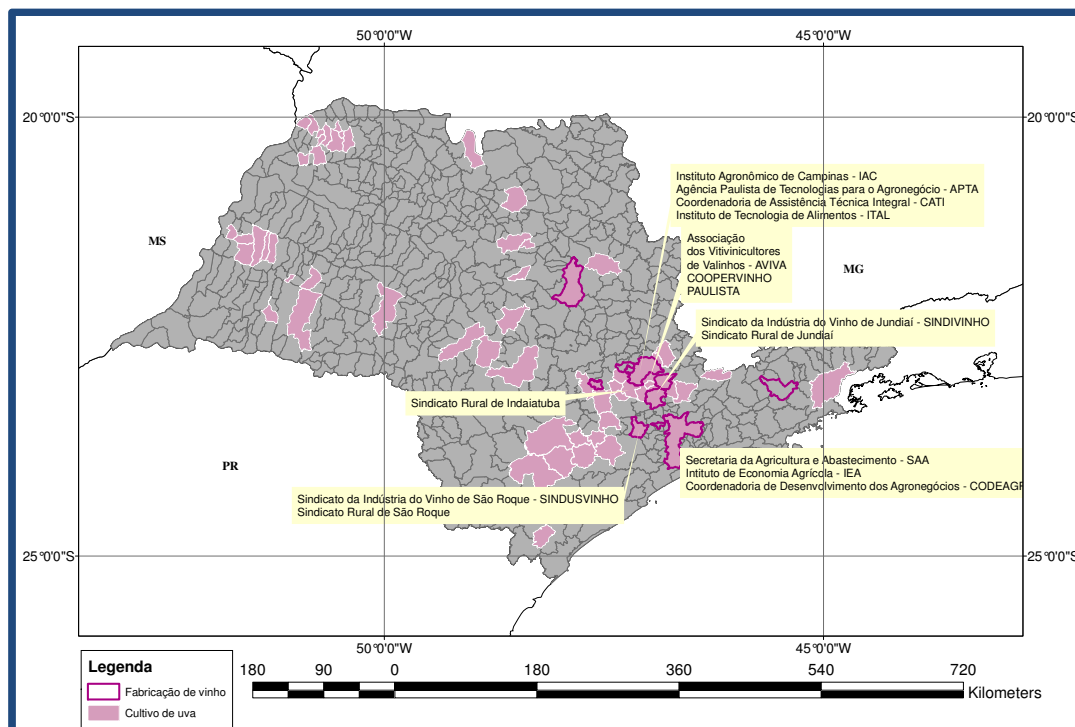 50°0'0"W
45°0'0"W
20°0'0"S
20°0'0"S
Instituto Agronômico de Campinas - IAC
Agência Paulista de Tecnologias para o Agronegócio - APTA
Coordenadoria de Assistência Técnica Integral - CATI
Instituto de Tecnologia de Alimentos - ITAL
MS
Associação
dos Vitivinicultores
de Valinhos - AVIVA
COOPERVINHO
PAULISTA
MG
Sindicato da Indústria do Vinho de Jundiaí - SINDIVINHO
Sindicato Rural de Jundiaí
Sindicato Rural de Indaiatuba
PR
Secretaria da Agricultura e Abastecimento - SAA
Intituto de Economia Agrícola - IEA
Coordenadoria de Desenvolvimento dos Agronegócios - CODEAGR
Sindicato da Indústria do Vinho de São Roque - SINDUSVINHO
Sindicato Rural de São Roque
25°0'0"S
25°0'0"S
50°0'0"W
45°0'0"W
Legenda
Fabricação de vinho
Cultivo de uva
180 90 0 180 360 540 720
Kilometers